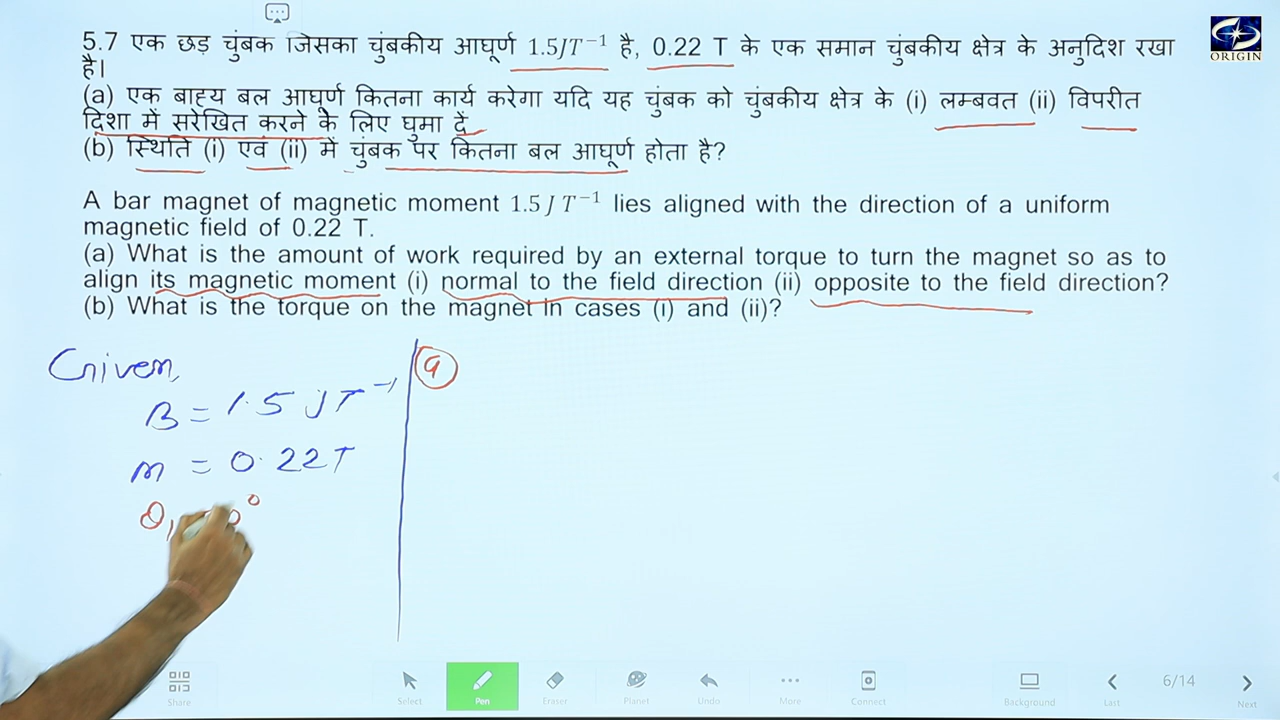 ORIGIN
5.7 एक छड़ चुंबक जिसका चुंबकीय आघूर्ण 1.5JT⁻¹ है, 0.22 T के एक समान चुंबकीय क्षेत्र के अनुदिश रखा
है।
(a) एक बाह्य बल आघूर्ण कितना कार्य करेगा यदि यह चुंबक को चुंबकीय क्षेत्र के (i) लम्बवत (ii) विपरीत
दिशा में सरेखित करने के लिए घुमा दें
(b) स्थिति (i) एवं (ii) में चुंबक पर कितना बल आघूर्ण होता है?
A bar magnet of magnetic moment 1.5 J T⁻¹ lies aligned with the direction of a uniform
magnetic field of 0.22 T.
(a) What is the amount of work required by an external torque to turn the magnet so as to
align its magnetic moment (i) normal to the field direction (ii) opposite to the field direction?
(b) What is the torque on the magnet in cases (i) and (ii)?
Given,
B = 1.5 JT⁻¹
m = 0.22T
a
Share
Select
Pen
Eraser
Planet
Undo
More
Connect
Background
Last
6/14
Next